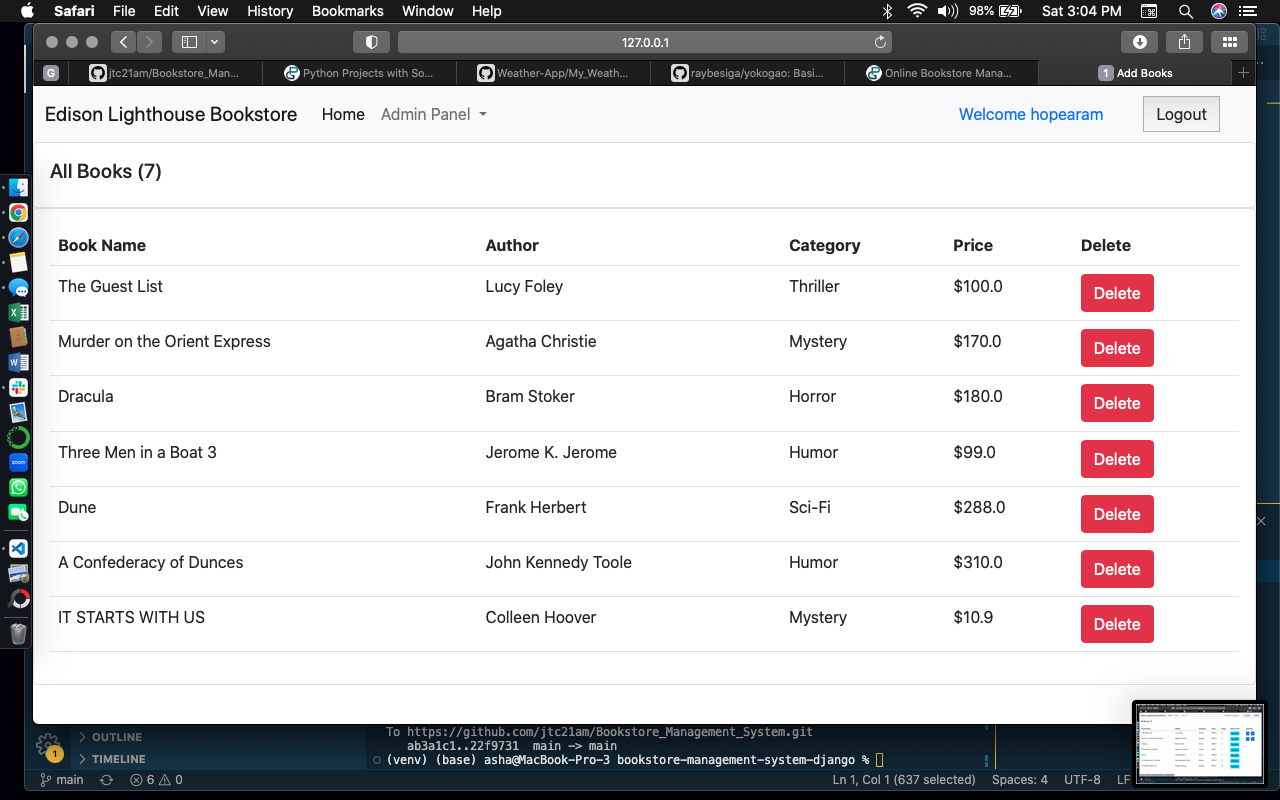 Safari File Edit View History Bookmarks Window Help 98% Sat 3:04 PM
127.0.0.1
G jtc21am/Bookstore_Man... Python Projects with So... Weather-App/My_Weath... raybesiga/yokogao: Basi... Online Bookstore Mana... 1 Add Books
Edison Lighthouse Bookstore Home Admin Panel Welcome hopearam Logout
All Books (7)
Book Name Author Category Price Delete
The Guest List Lucy Foley Thriller $100.0 Delete
Murder on the Orient Express Agatha Christie Mystery $170.0 Delete
Dracula Bram Stoker Horror $180.0 Delete
Three Men in a Boat 3 Jerome K. Jerome Humor $99.0 Delete
Dune Frank Herbert Sci-Fi $288.0 Delete
A Confederacy of Dunces John Kennedy Toole Humor $310.0 Delete
IT STARTS WITH US Colleen Hoover Mystery $10.9 Delete
zoom
OUTLINE
TIMELINE
1
To https://github.com/jtc21am/Bookstore_Management_System.git
ab3a1c1..22f9731 main -> main
(venv) (base) na@MacBook-Pro-3 bookstore-management-system-django %
main 6 0 Ln 1, Col 1 (637 selected) Spaces: 4 UTF-8 LF